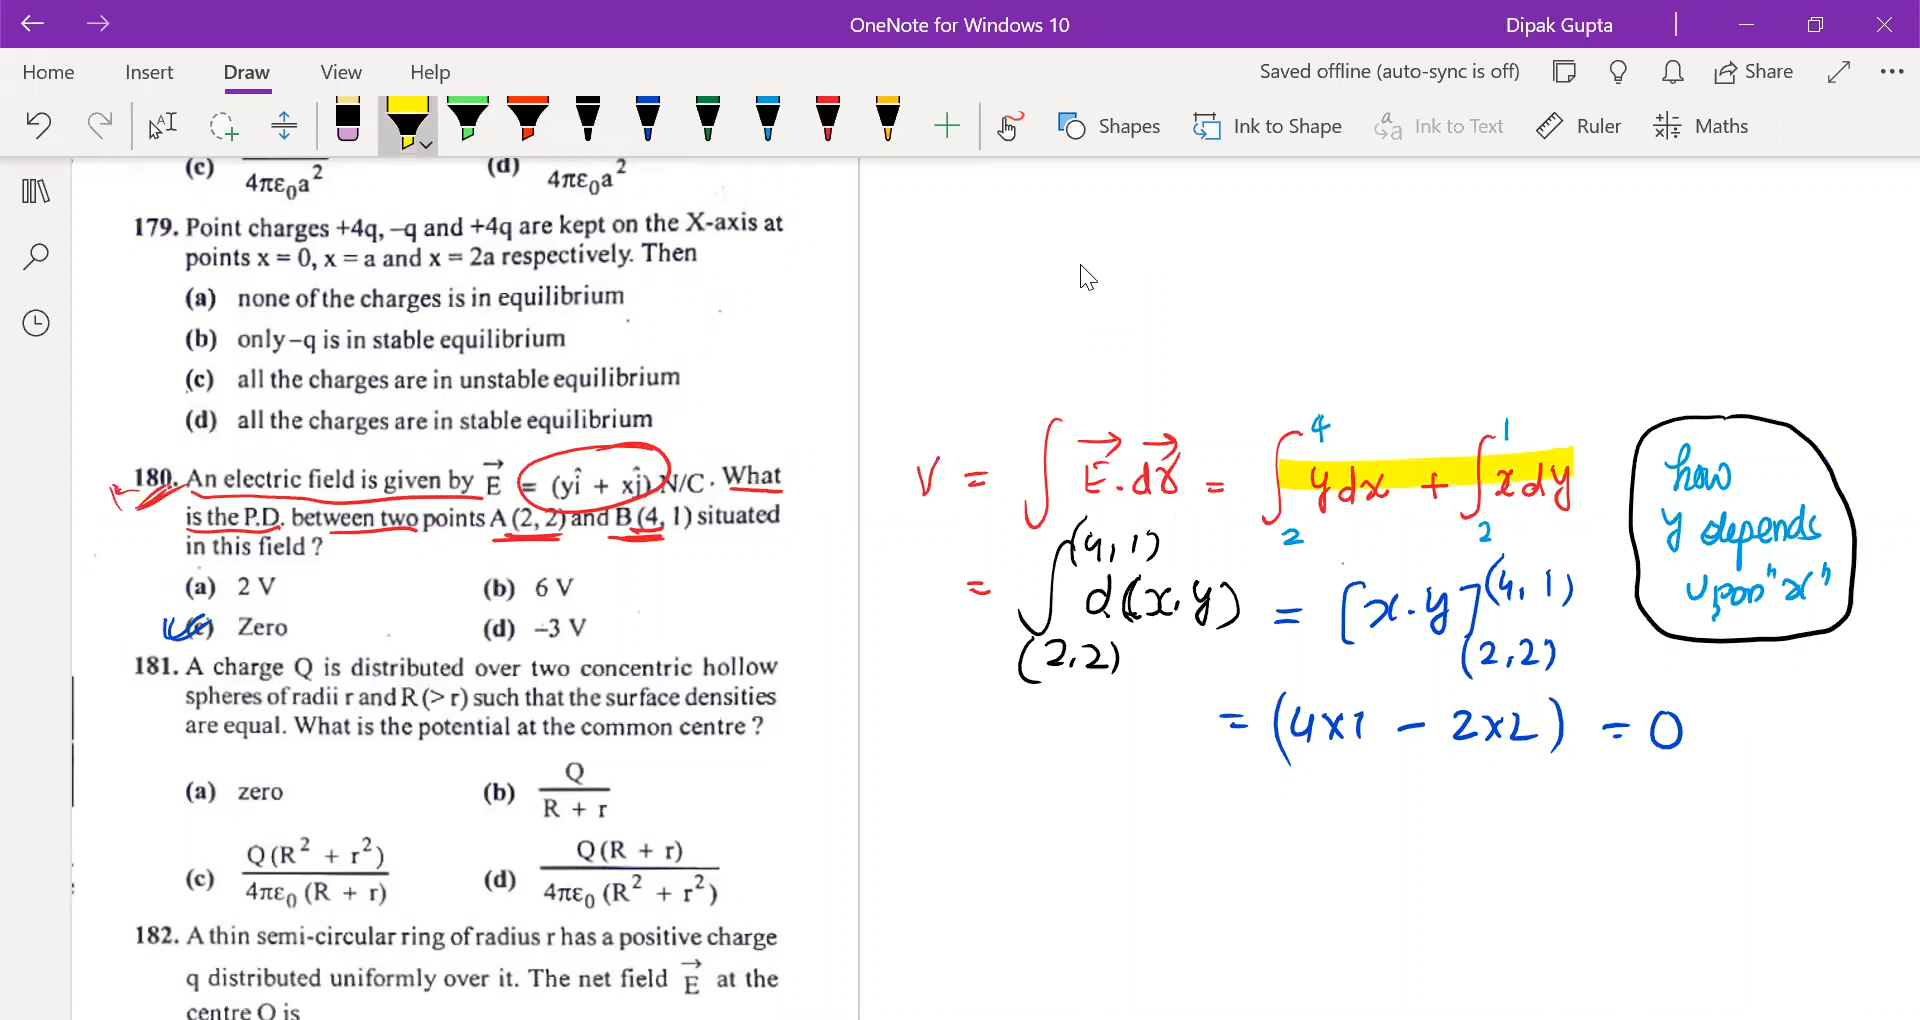 OneNote for Windows 10
Dipak Gupta
Home Insert Draw View Help
Saved offline (auto-sync is off)
Share
Shapes
Ink to Shape
Ink to Text
Ruler
Maths
(c) 4πε₀a² (d) 4πε₀a²
179. Point charges +4q, –q and +4q are kept on the X-axis at
points x = 0, x = a and x = 2a respectively. Then
(a) none of the charges is in equilibrium
(b) only –q is in stable equilibrium
(c) all the charges are in unstable equilibrium
(d) all the charges are in stable equilibrium
180. An electric field is given by E⃗ = (yî + xĵ) N/C. What
is the P.D. between two points A (2, 2) and B (4, 1) situated
in this field ?
(a) 2 V (b) 6 V
(c) Zero (d) –3 V
181. A charge Q is distributed over two concentric hollow
spheres of radii r and R (> r) such that the surface densities
are equal. What is the potential at the common centre ?
(a) zero (b) Q / R + r
(c) Q (R² + r²) / 4πε₀ (R + r) (d) Q (R + r) / 4πε₀ (R² + r²)
182. A thin semi-circular ring of radius r has a positive charge
q distributed uniformly over it. The net field E⃗ at the
centre O is
V = ∫ E⃗ . dr⃗ = ∫₂⁴ y dx + ∫₂¹ x dy
= ∫ (2,2) (4,1) d(x.y) = [x.y] (4,1) (2,2)
= (4×1 – 2×2) = 0
how
y depends
upon "x"